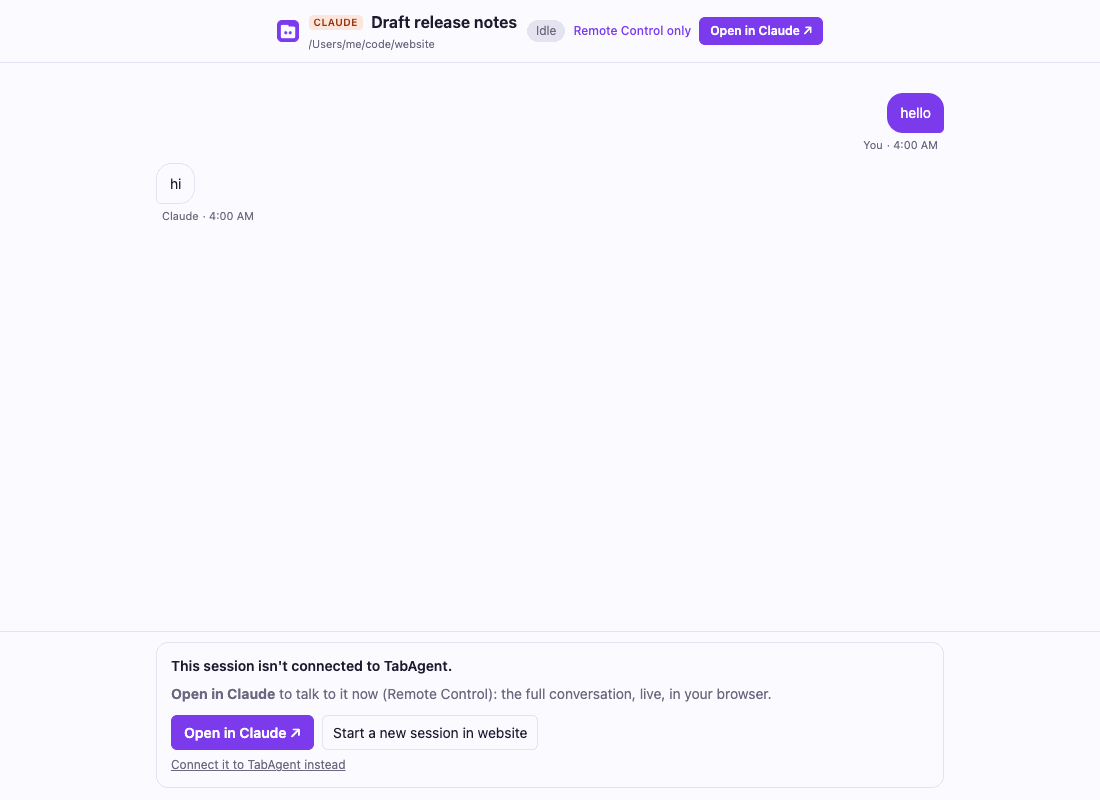 CLAUDE Draft release notes
/Users/me/code/website
Idle
Remote Control only
Open in Claude ↗
hello
You · 4:00 AM
hi
Claude · 4:00 AM
This session isn't connected to TabAgent.
Open in Claude to talk to it now (Remote Control): the full conversation, live, in your browser.
Open in Claude ↗
Start a new session in website
Connect it to TabAgent instead